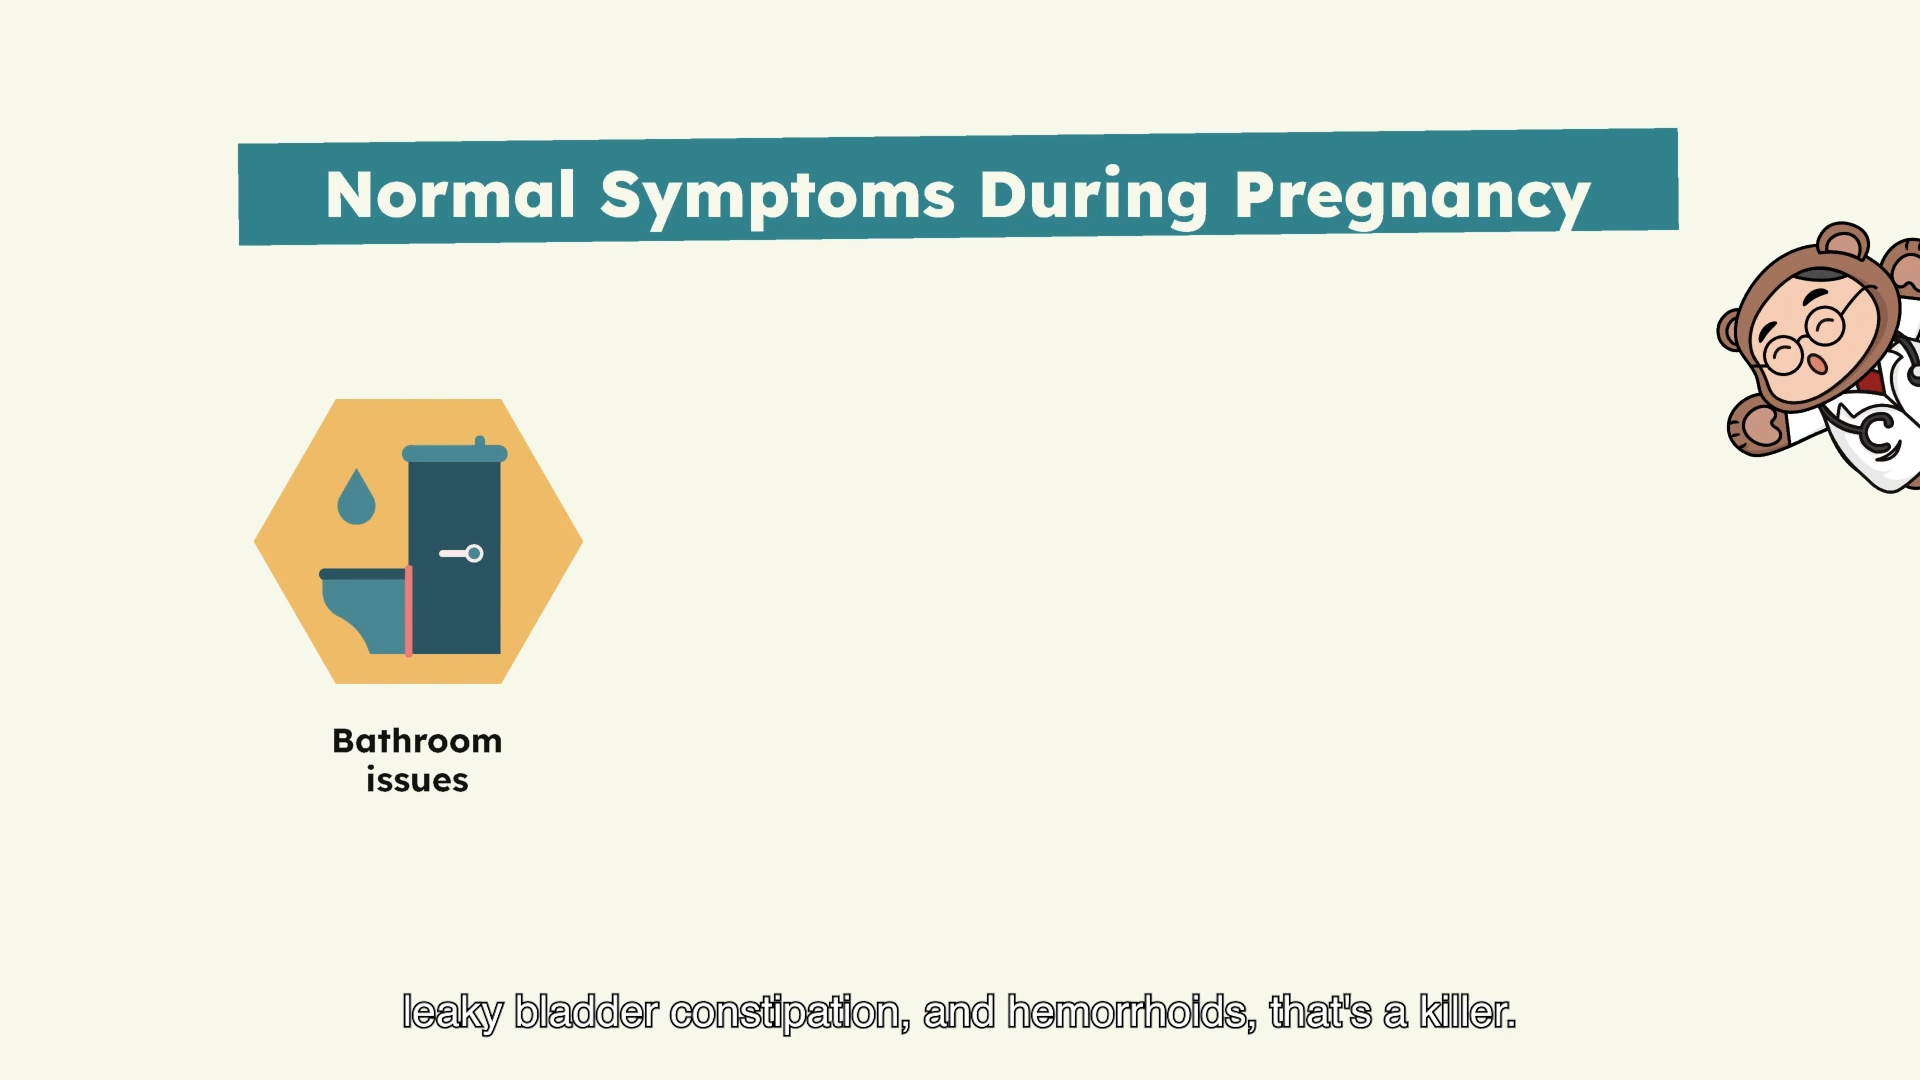 Normal Symptoms During Pregnancy
Bathroom
issues
leaky bladder constipation, and hemorrhoids, that's a killer.